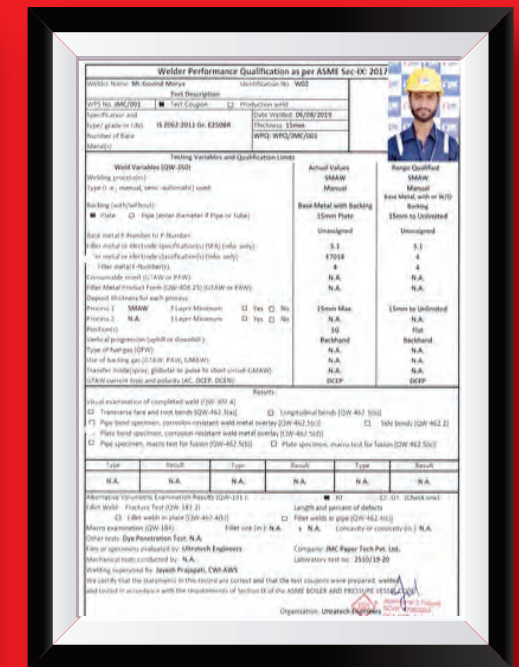 Welder Performance Qualification as per ASME Sec-IX: 2017
Welder Name: Mr. Govind Morya Identification No: W02
Test Description
WPS No. JMC/001 ■ Test Coupon □ Production weld
Specification and Date Welded: 06/08/2019
type/ grade or UNS IS 2062:2011 Gr. E250BR Thickness: 15mm
Number of Base WPQ: WPQ/JMC/001
Metal(s)
Testing Variables and Qualification Limits
Weld Variables (QW-350) Actual Values Range Qualified
Welding process(es) SMAW SMAW
Type (i.e., manual, semi-automatic) used Manual Manual
Base Metal, with or W/O
Backing (with/without) Base Metal with Backing Backing
■ Plate □ Pipe (enter diameter if Pipe or Tube) 15mm Plate 15mm to Unlimited
Base metal P-Number to P-Number Unassigned Unassigned
Filler metal or electrode specification(s) (SFA) (info only) 5.1 5.1
metal or electrode classification(s) (info only) E7018 4
Filler metal F-Number(s) 4 4
Consumable insert (GTAW or PAW) N.A. N.A.
Filler Metal Product Form (QW-404.23) (GTAW or PAW) N.A. N.A.
Deposit thickness for each process
Process 1 SMAW 3 Layer Minimum □ Yes □ No 15mm Max 15mm to Unlimited
Process 2 N.A. 3 Layer Minimum □ Yes □ No N.A. N.A.
Position(s) 1G Flat
Vertical progression (uphill or downhill) Backhand Backhand
Type of fuel gas (OFW) N.A. N.A.
Use of backing gas (GTAW, PAW, GMAW) N.A. N.A.
Transfer mode (spray, globular or pulse to short circuit-GMAW) N.A. N.A.
GTAW current type and polarity (AC, DCEP, DCEN) DCEP DCEP
Results
Visual examination of completed weld (QW-302.4)
□ Transverse face and root bends [QW-462.3(a)] □ Longitudinal bends [QW-462.3(b)]
□ Pipe bend specimen, corrosion-resistant weld metal overlay [QW-462.5(c)] □ Side bends (QW-462.2)
Plate bend specimen, corrosion-resistant weld metal overlay [QW-462.5(d)]
□ Pipe specimen, macro test for fusion [QW-462.5(b)] □ Plate specimen, macro test for fusion [QW-462.5(e)]
Type Result Type Result Type Result
N.A. N.A. N.A. N.A. N.A. N.A.
Alternative Volumetric Examination Results (QW-191): ■ RT □ UT (Check one)
Fillet Weld - Fracture Test (QW-181.2) Length and percent of defects
□ Fillet welds in plate [QW-462.4(b)] □ Fillet welds in pipe [QW-462.4(c)]
Macro examination (QW-184) Fillet size (in.) N.A. x N.A. Concavity or convexity (in.) N.A.
Other tests: Dye Penetration Test: N.A.
Film or specimens evaluated by: Ultratech Engineers Company: JMC Paper Tech Pvt. Ltd.
Mechanical tests conducted by: N.A. Laboratory test no.: 2510/19-20
Welding supervised by: Jayesh Prajapati, CWI-AWS
We certify that the statements in this record are correct and that the test coupons were prepared, welded
and tested in accordance with the requirements of Section IX of the ASME BOILER AND PRESSURE VESSEL
Organization: Ultratech Engineers